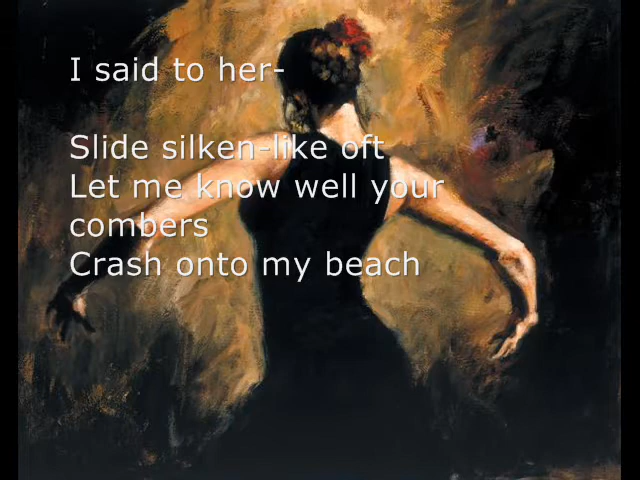 I said to her-
Slide silken-like oft
Let me know well your
combers
Crash onto my beach